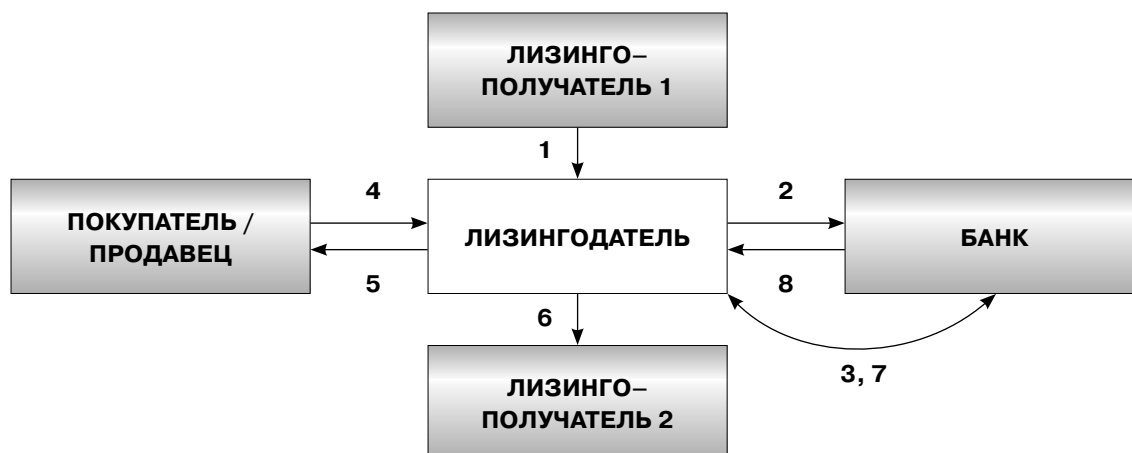 ЛИЗИНГО–
ПОЛУЧАТЕЛЬ 1
1
4
2
ПОКУПАТЕЛЬ /
ПРОДАВЕЦ
ЛИЗИНГОДАТЕЛЬ
БАНК
5
8
6
3, 7
ЛИЗИНГО–
ПОЛУЧАТЕЛЬ 2